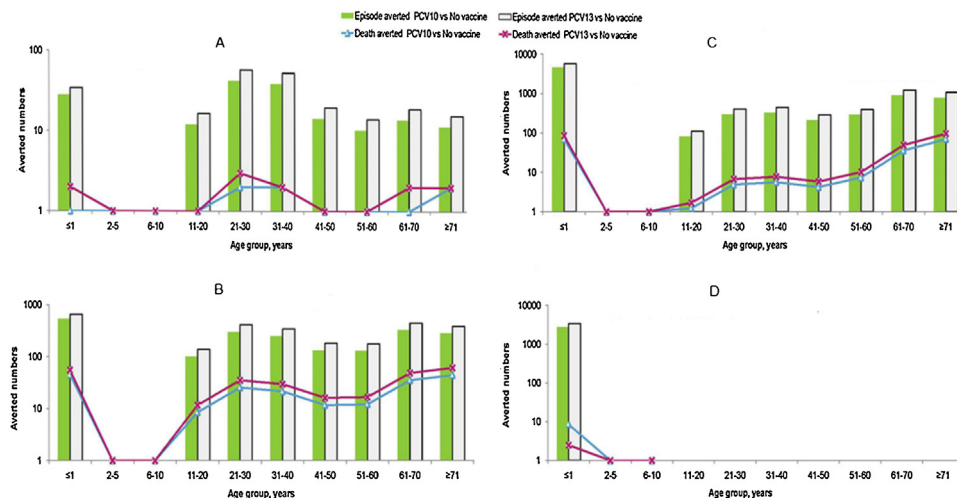 Episode averted PCV10 vs No vaccine Episode averted PCV13 vs No vaccine
Death averted PCV10 vs No vaccine Death averted PCV13 vs No vaccine
A
Averted numbers
100
10
1
≤1 2-5 6-10 11-20 21-30 31-40 41-50 51-60 61-70 ≥71
Age group, years
C
Averted numbers
10000
1000
100
10
1
≤1 2-5 6-10 11-20 21-30 31-40 41-50 51-60 61-70 ≥71
Age group, years
B
Averted numbers
1000
100
10
1
≤1 2-5 6-10 11-20 21-30 31-40 41-50 51-60 61-70 ≥71
Age group, years
D
Averted numbers
10000
1000
100
10
1
≤1 2-5 6-10 11-20 21-30 31-40 41-50 51-60 61-70 ≥71
Age group, years